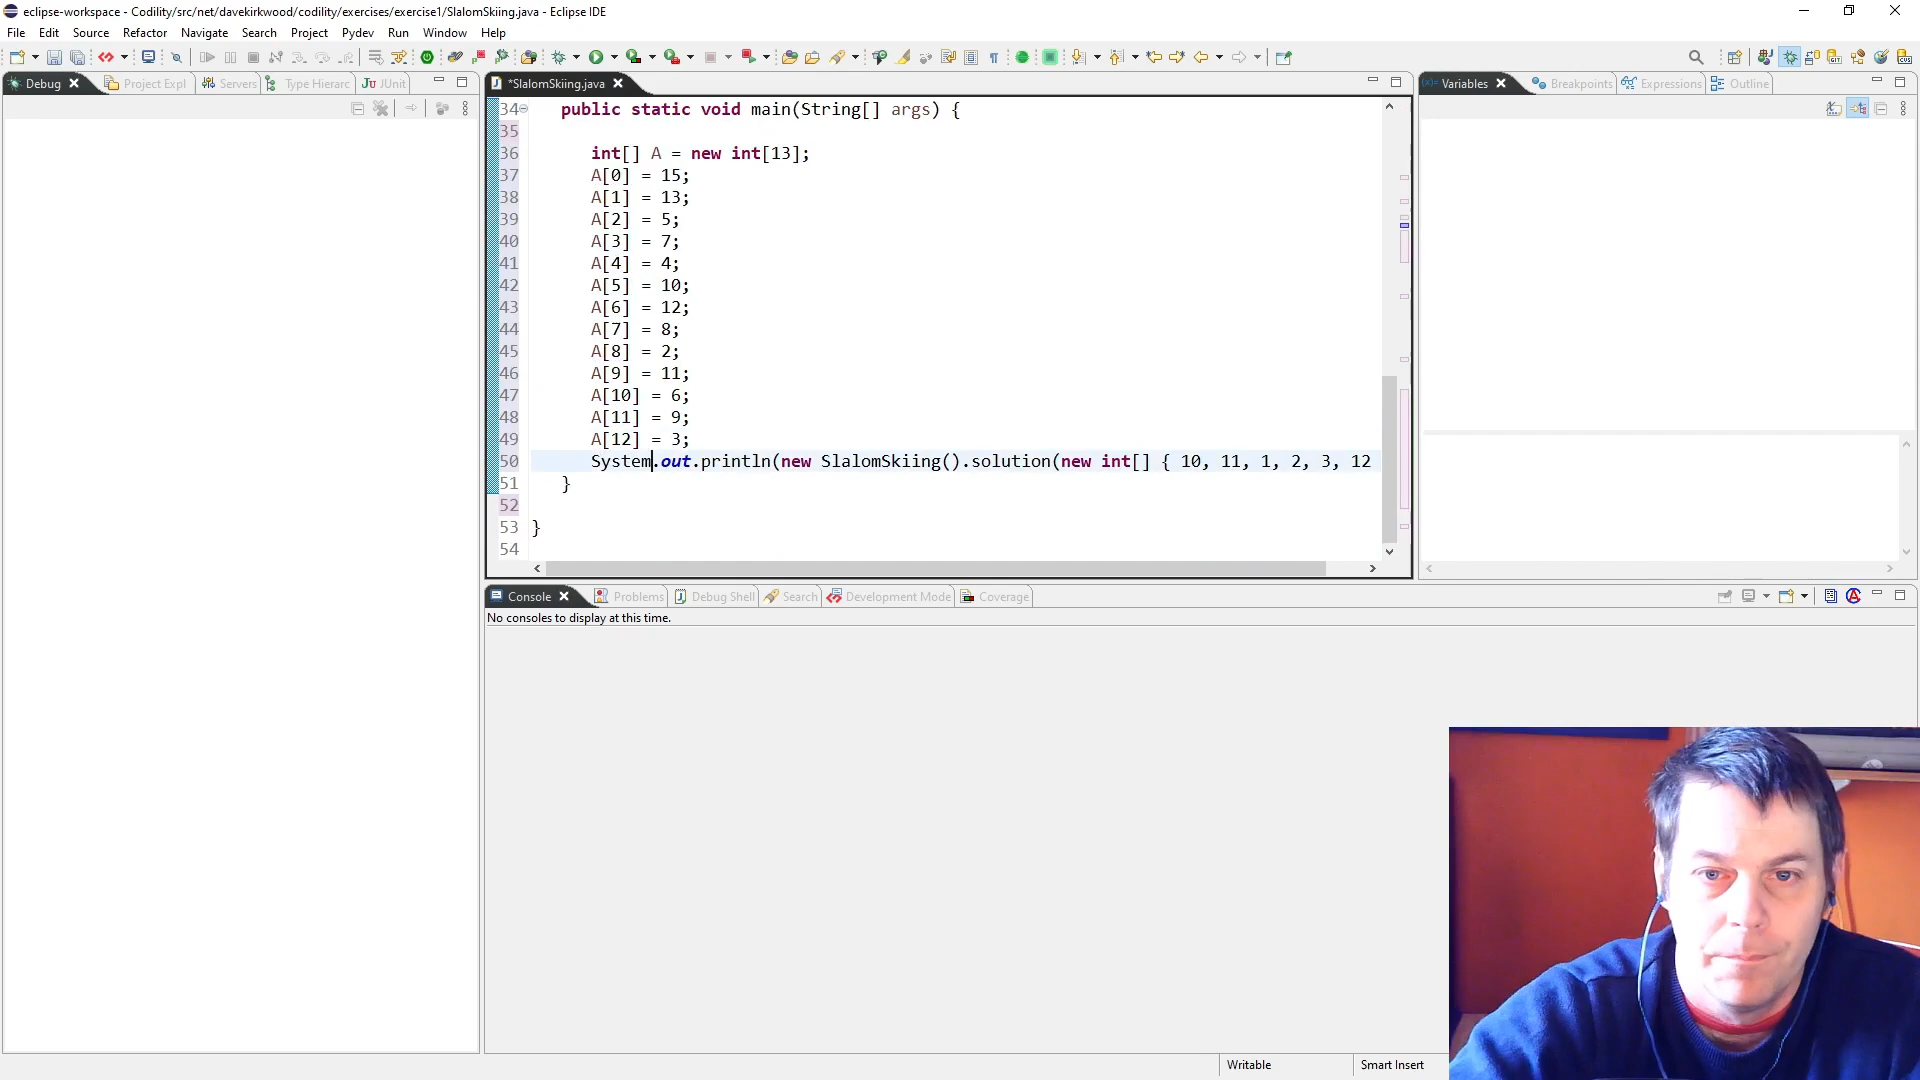 eclipse-workspace - Codility/src/net/davekirkwood/codility/exercises/exercise1/SlalomSkiing.java - Eclipse IDE
File Edit Source Refactor Navigate Search Project Pydev Run Window Help
Debug Project Expl Servers Type Hierarc JUnit
*SlalomSkiing.java
Variables Breakpoints Expressions Outline
34 public static void main(String[] args) {
35
36 int[] A = new int[13];
37 A[0] = 15;
38 A[1] = 13;
39 A[2] = 5;
40 A[3] = 7;
41 A[4] = 4;
42 A[5] = 10;
43 A[6] = 12;
44 A[7] = 8;
45 A[8] = 2;
46 A[9] = 11;
47 A[10] = 6;
48 A[11] = 9;
49 A[12] = 3;
50 System.out.println(new SlalomSkiing().solution(new int[] { 10, 11, 1, 2, 3, 12
51 }
52
53 }
54
Console Problems Debug Shell Search Development Mode Coverage
No consoles to display at this time.
Writable Smart Insert